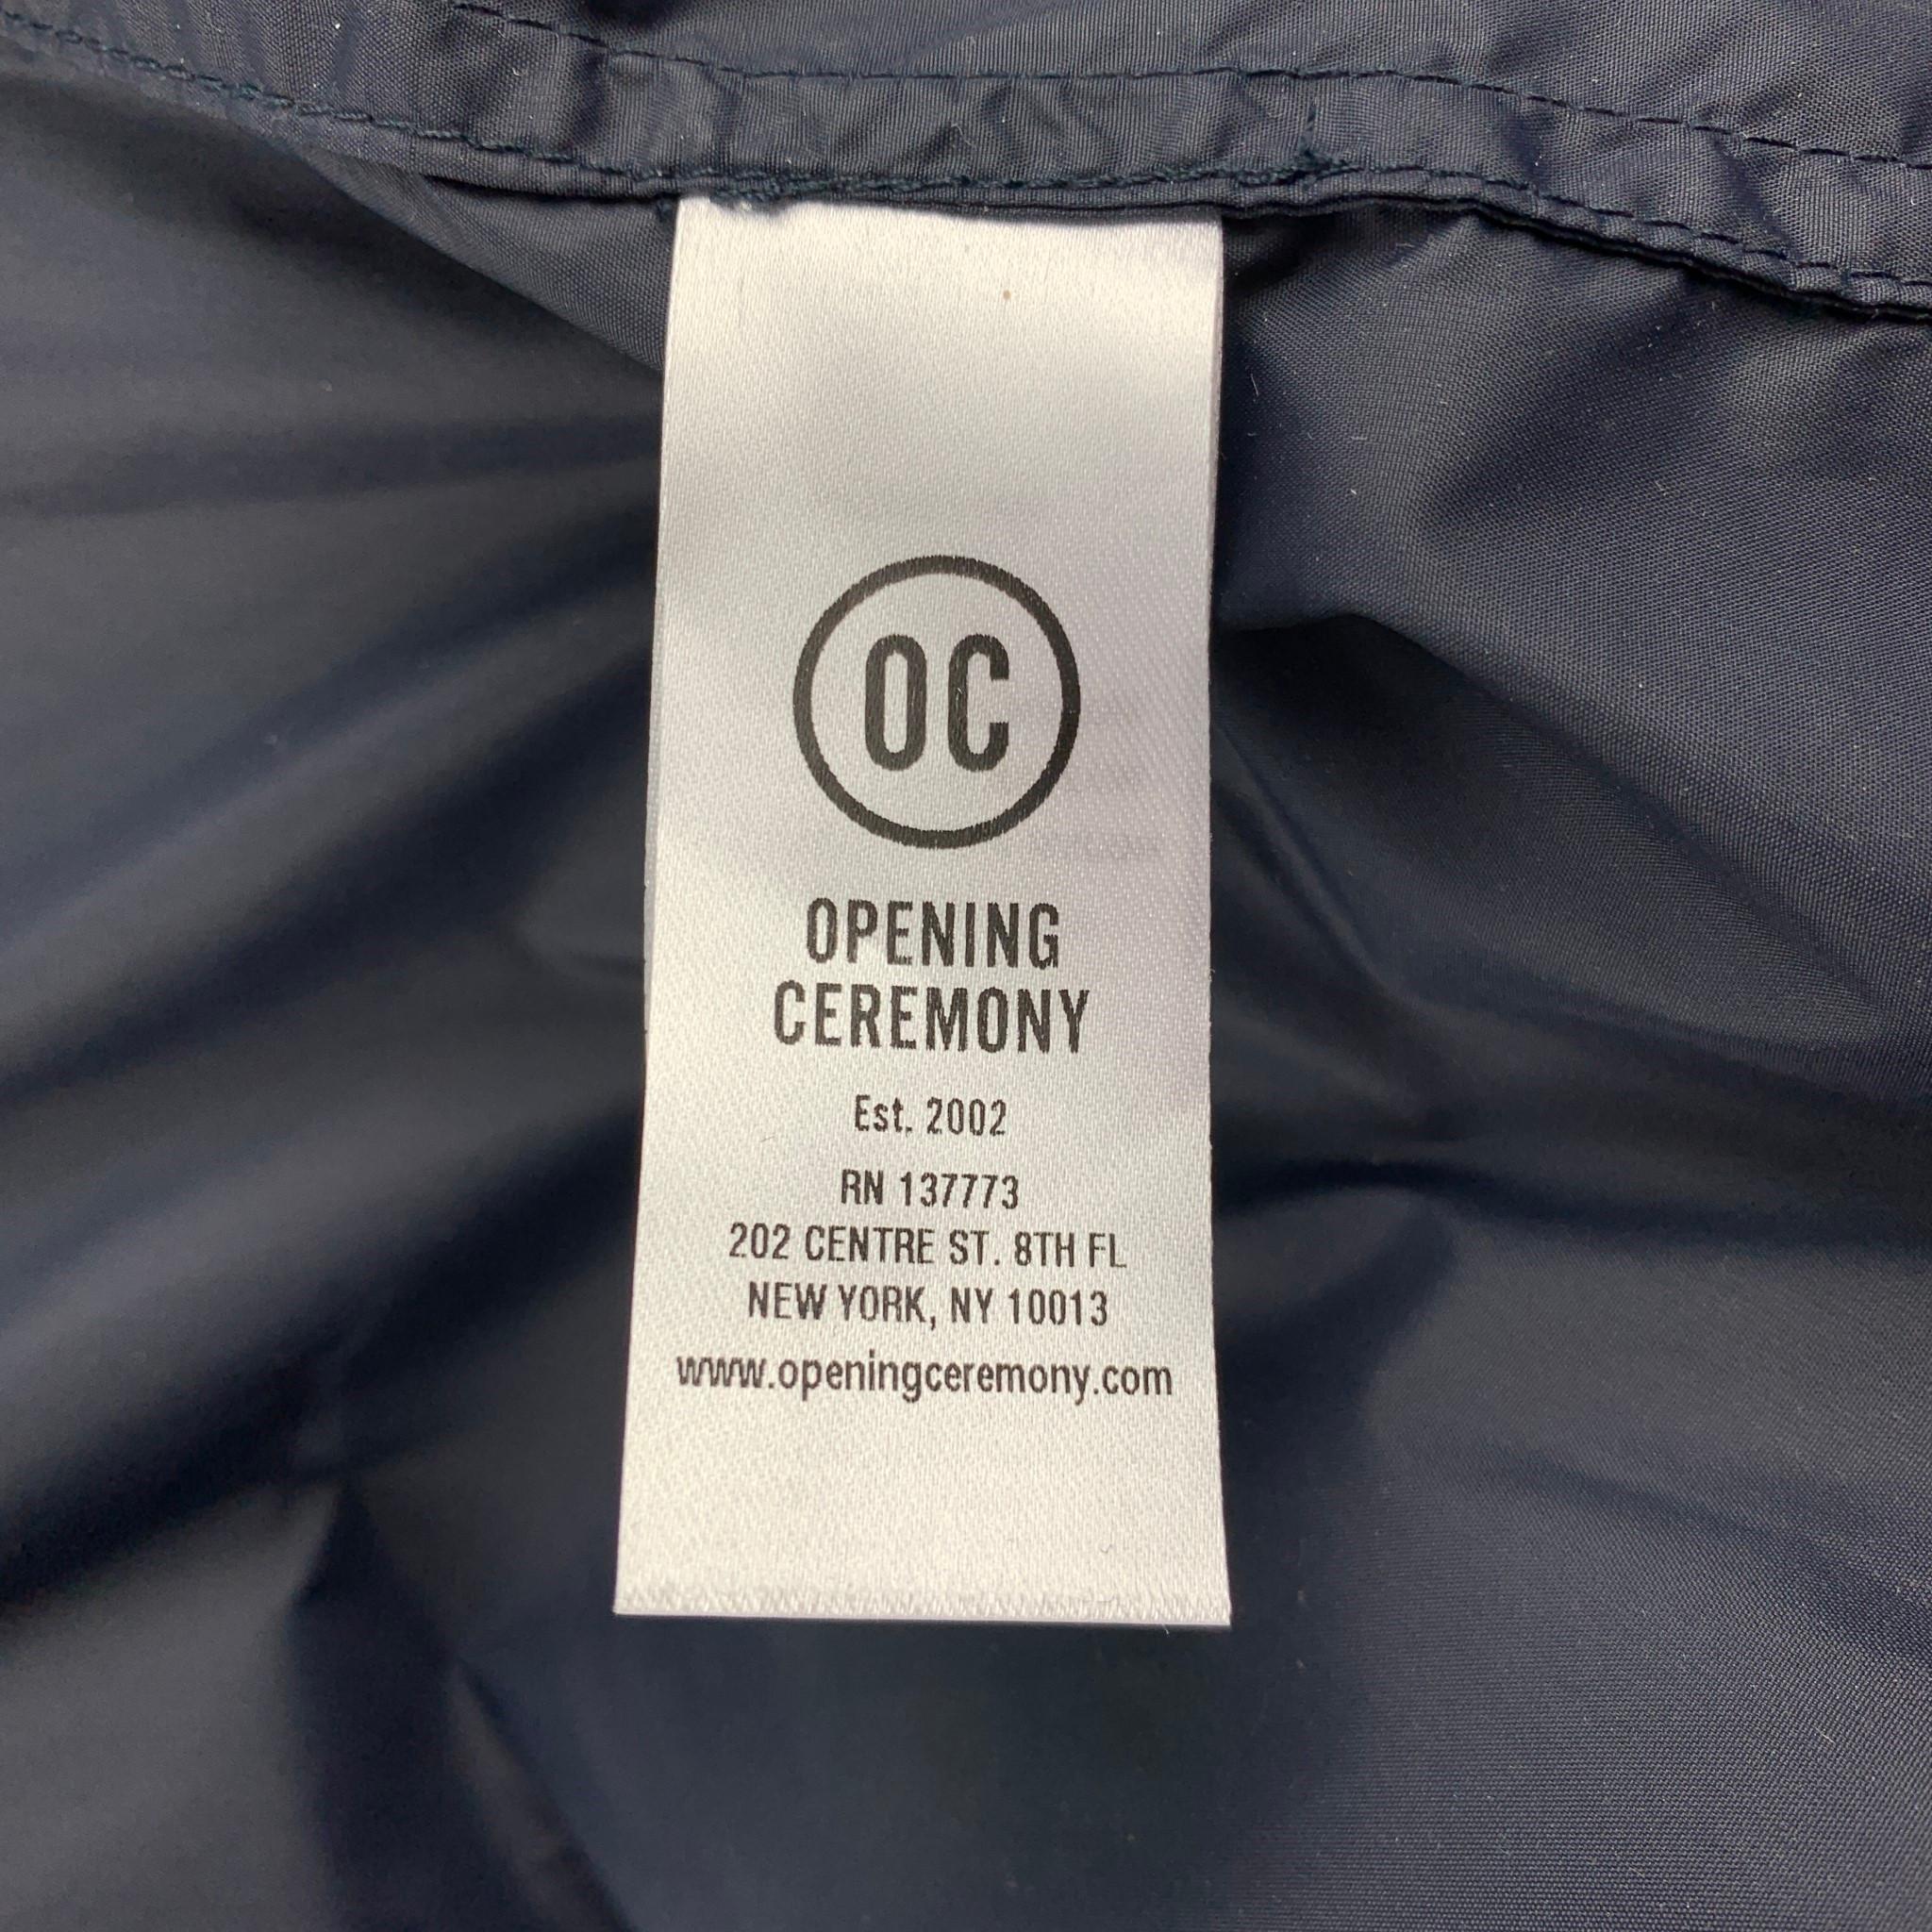 OC
OPENING
CEREMONY
Est. 2002
RN 137773
202 CENTRE ST. 8TH FL
NEW YORK, NY 10013
www.openingceremony.com